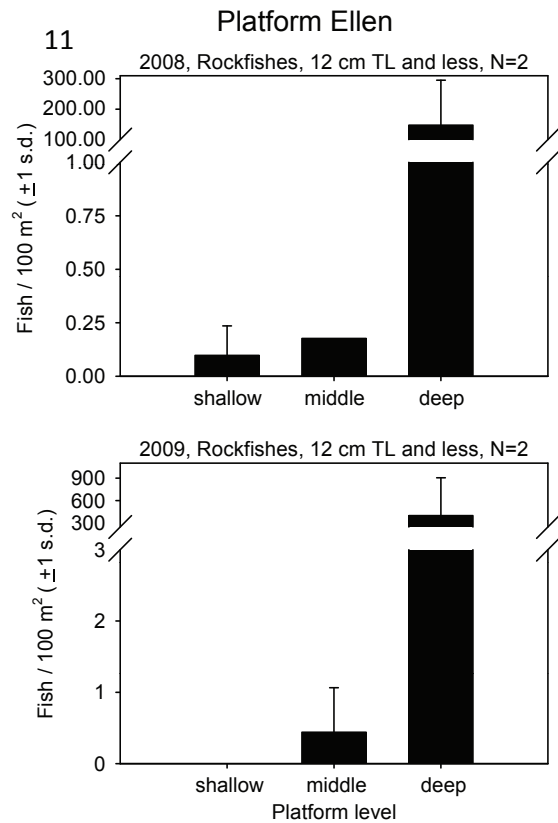 Platform Ellen
11
2008, Rockfishes, 12 cm TL and less, N=2
300.00
200.00
100.00
1.00
0.75
0.50
0.25
0.00
Fish / 100 m² ( ±1 s.d.)
shallow middle deep
2009, Rockfishes, 12 cm TL and less, N=2
900
600
300
3
2
1
0
Fish / 100 m² (±1 s.d.)
shallow middle deep
Platform level